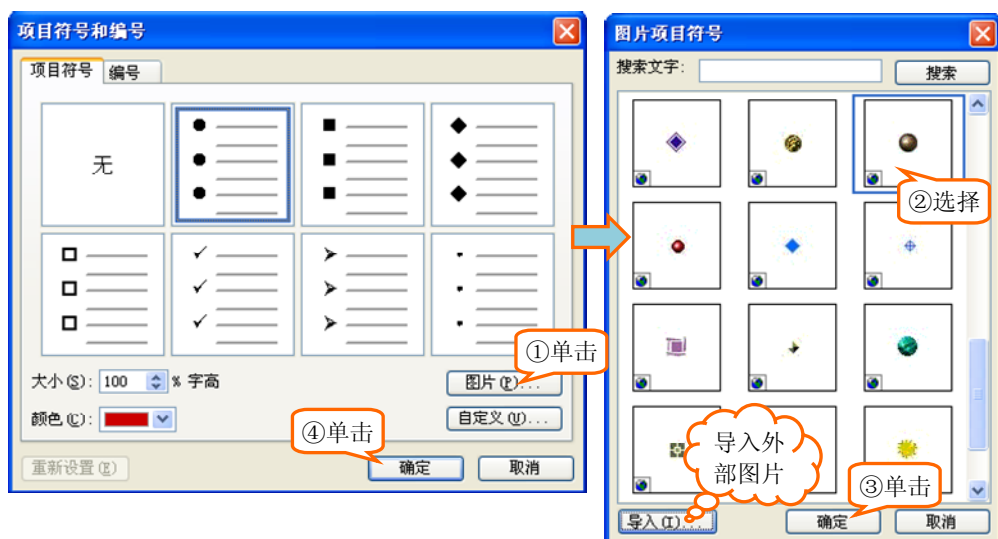 项目符号和编号
项目符号 编号
无
大小(S): 100 % 字高
图片(P)...
颜色(C):
自定义(U)...
重新设置(E)
确定
取消
①单击
④单击
图片项目符号
搜索文字:
搜索
②选择
导入外
部图片
③单击
导入(I)...
确定
取消